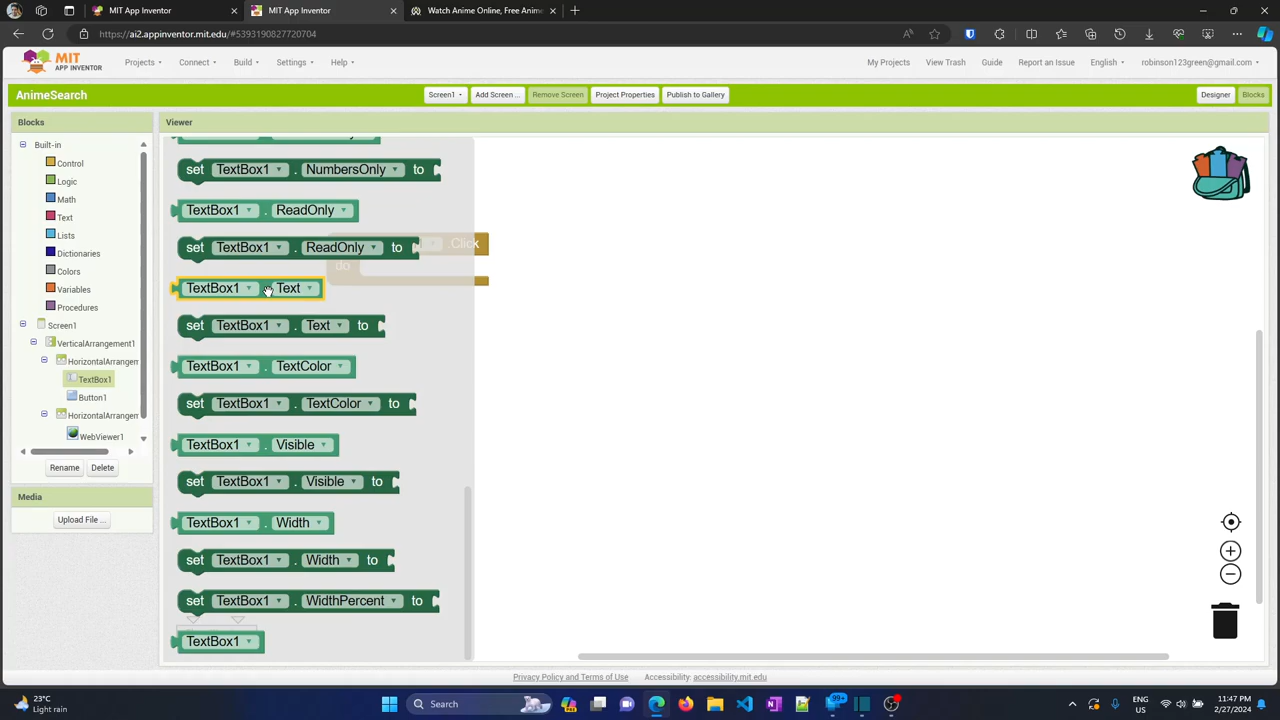 MIT App Inventor
MIT App Inventor
Watch Anime Online, Free Anime
https://ai2.appinventor.mit.edu/#5393190827720704
MIT
APP INVENTOR
Projects
Connect
Build
Settings
Help
My Projects
View Trash
Guide
Report an Issue
English
robinson123green@gmail.com
AnimeSearch
Screen1
Add Screen ...
Remove Screen
Project Properties
Publish to Gallery
Designer
Blocks
Blocks
Viewer
Built-in
Control
Logic
Math
Text
Lists
Dictionaries
Colors
Variables
Procedures
Screen1
VerticalArrangement1
HorizontalArrangem
TextBox1
Button1
HorizontalArrangem
WebViewer1
Rename
Delete
Media
Upload File ...
set TextBox1 . NumbersOnly to
TextBox1 . ReadOnly
set TextBox1 . ReadOnly to
.Click
do
TextBox1 . Text
set TextBox1 . Text to
TextBox1 . TextColor
set TextBox1 . TextColor to
TextBox1 . Visible
set TextBox1 . Visible to
TextBox1 . Width
set TextBox1 . Width to
set TextBox1 . WidthPercent to
TextBox1
Privacy Policy and Terms of Use
Accessibility: accessibility.mit.edu
23°C
Light rain
Search
99+
ENG
US
11:47 PM
2/27/2024